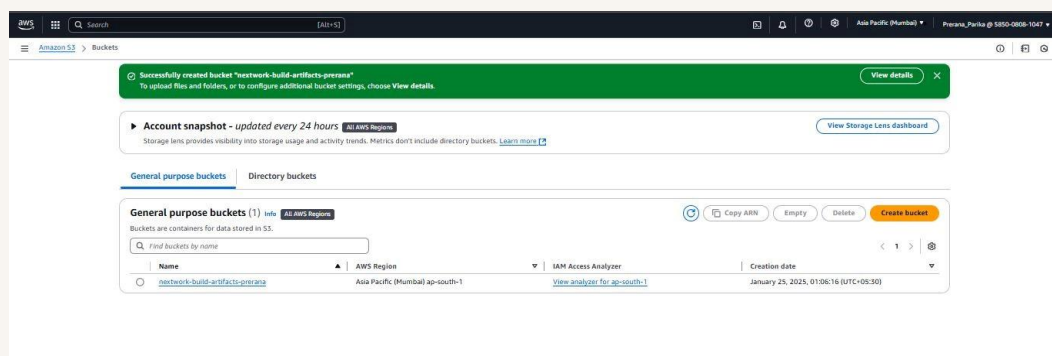 aws Search [Alt+S] Asia Pacific (Mumbai) ▼ Prerana_Parika @ 5850-0808-1047 ▼
Amazon S3 > Buckets
Successfully created bucket "nextwork-build-artifacts-prerana"
To upload files and folders, or to configure additional bucket settings, choose View details.
View details
Account snapshot - updated every 24 hours All AWS Regions
Storage lens provides visibility into storage usage and activity trends. Metrics don't include directory buckets. Learn more
View Storage Lens dashboard
General purpose buckets Directory buckets
General purpose buckets (1) Info All AWS Regions
Copy ARN Empty Delete Create bucket
Buckets are containers for data stored in S3.
Find buckets by name
< 1 >
Name AWS Region IAM Access Analyzer Creation date
nextwork-build-artifacts-prerana Asia Pacific (Mumbai) ap-south-1 View analyzer for ap-south-1 January 25, 2025, 01:06:16 (UTC+05:30)